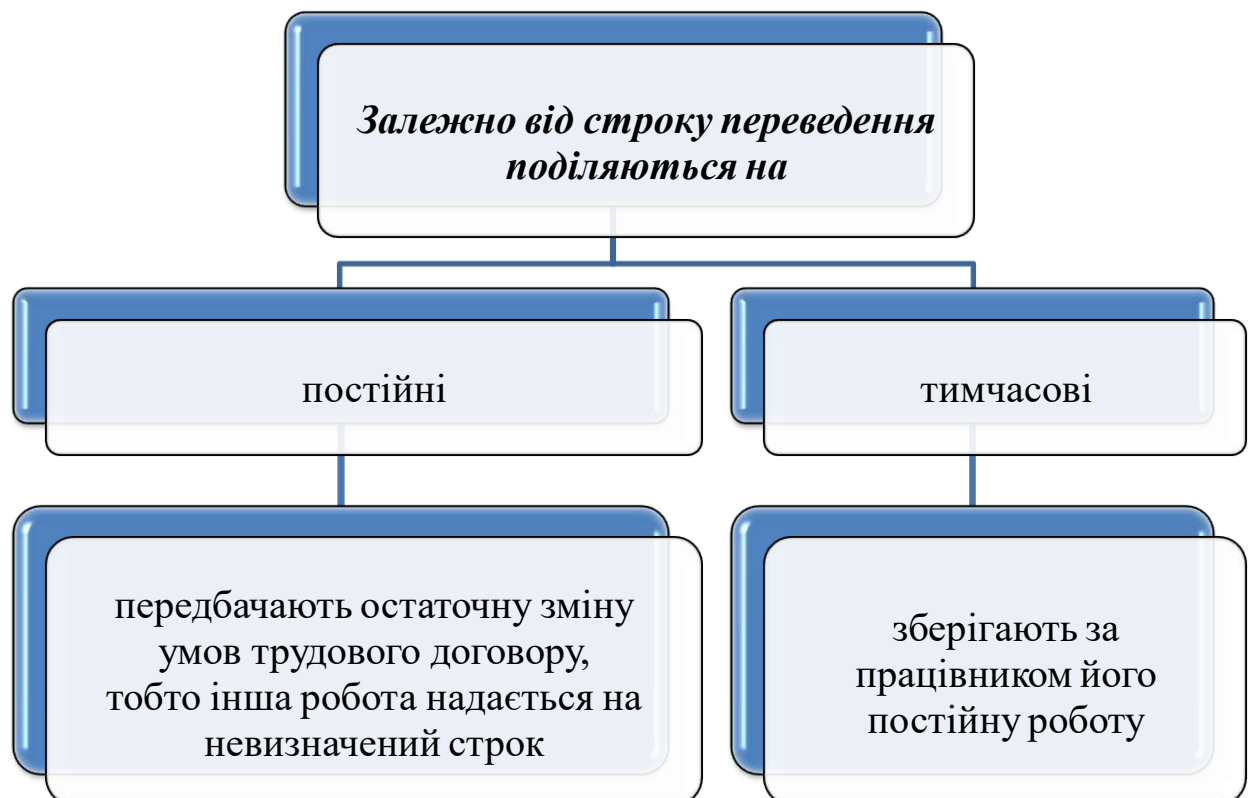 Залежно від строку переведення
поділяються на
постійні
тимчасові
передбачають остаточну зміну
умов трудового договору,
тобто інша робота надається на
невизначений строк
зберігають за
працівником його
постійну роботу